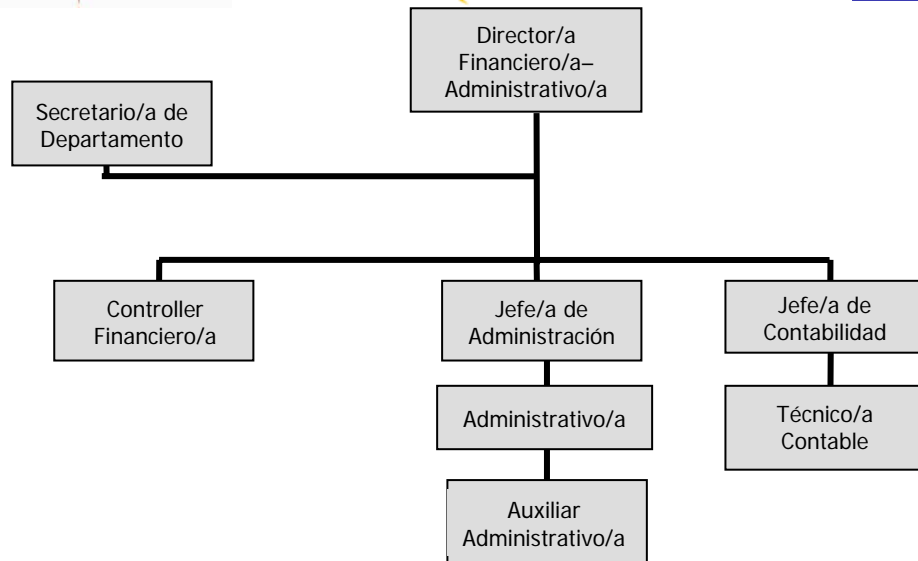 Director/a
Financiero/a–
Administrativo/a
Secretario/a de
Departamento
Controller
Financiero/a
Jefe/a de
Administración
Jefe/a de
Contabilidad
Administrativo/a
Técnico/a
Contable
Auxiliar
Administrativo/a